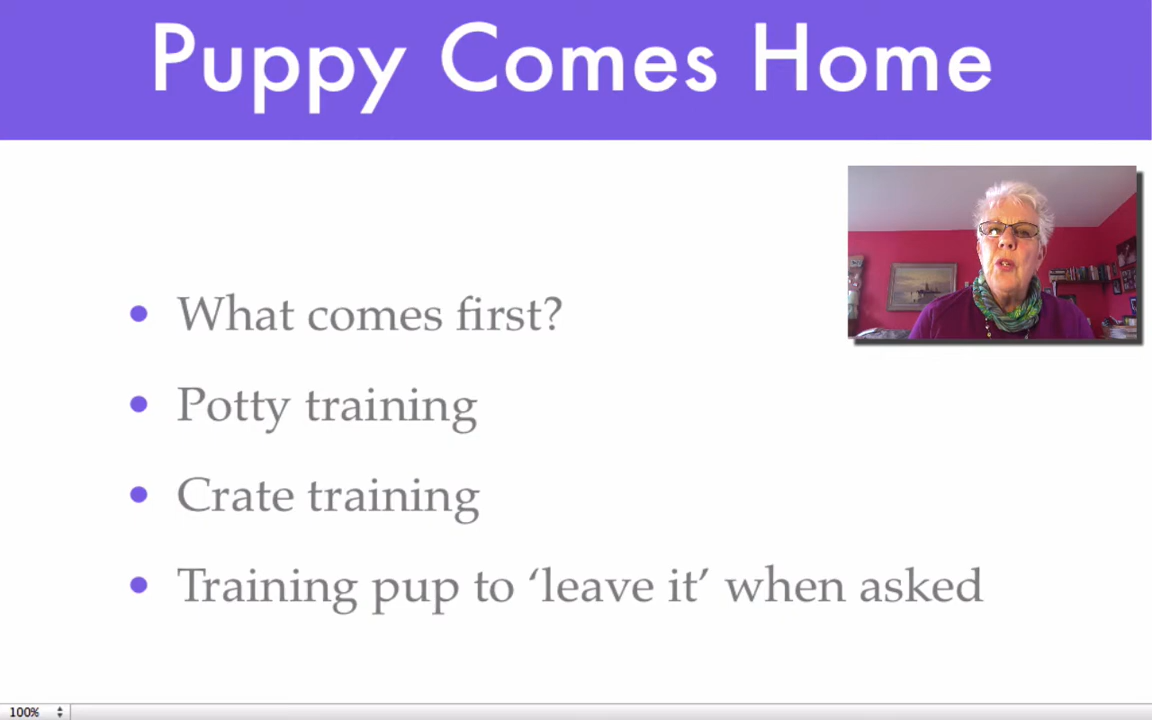 Puppy Comes Home
• What comes first?
• Potty training
• Crate training
• Training pup to ‘leave it’ when asked
100%